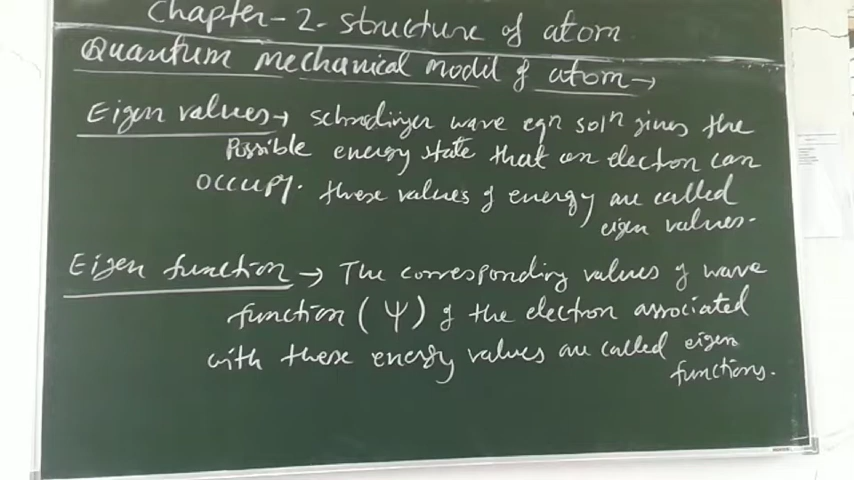 Chapter-2-structure of atom
Quantum mechanical modil of atom→
Eigen values→ schrodinger wave eqn solⁿ gives the
Possible energy state that an electron can
occupy. these values of energy are called
eigen values.
Eigen function → The corresponding values of wave
function (Ψ) of the electron associated
with these energy values are called eigen
functions.